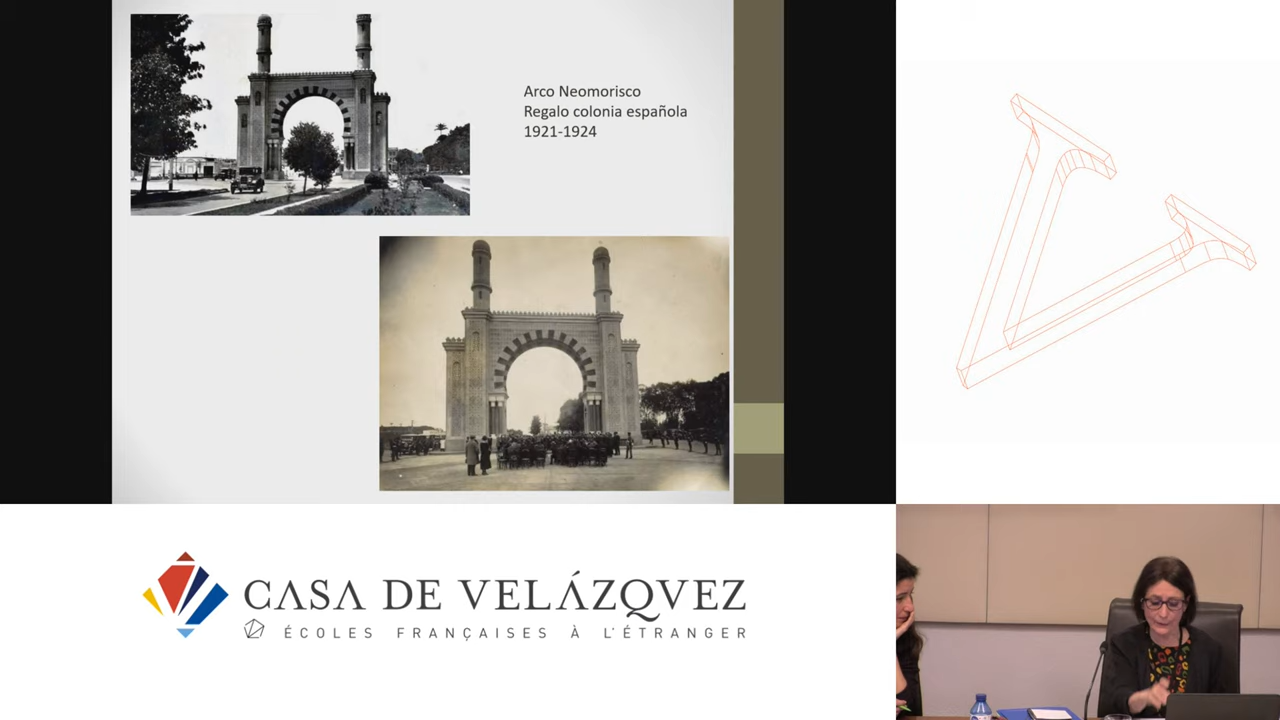 Arco Neomorisco
Regalo colonia española
1921-1924
CASA DE VELÁZQVEZ
ÉCOLES FRANÇAISES À L'ÉTRANGER